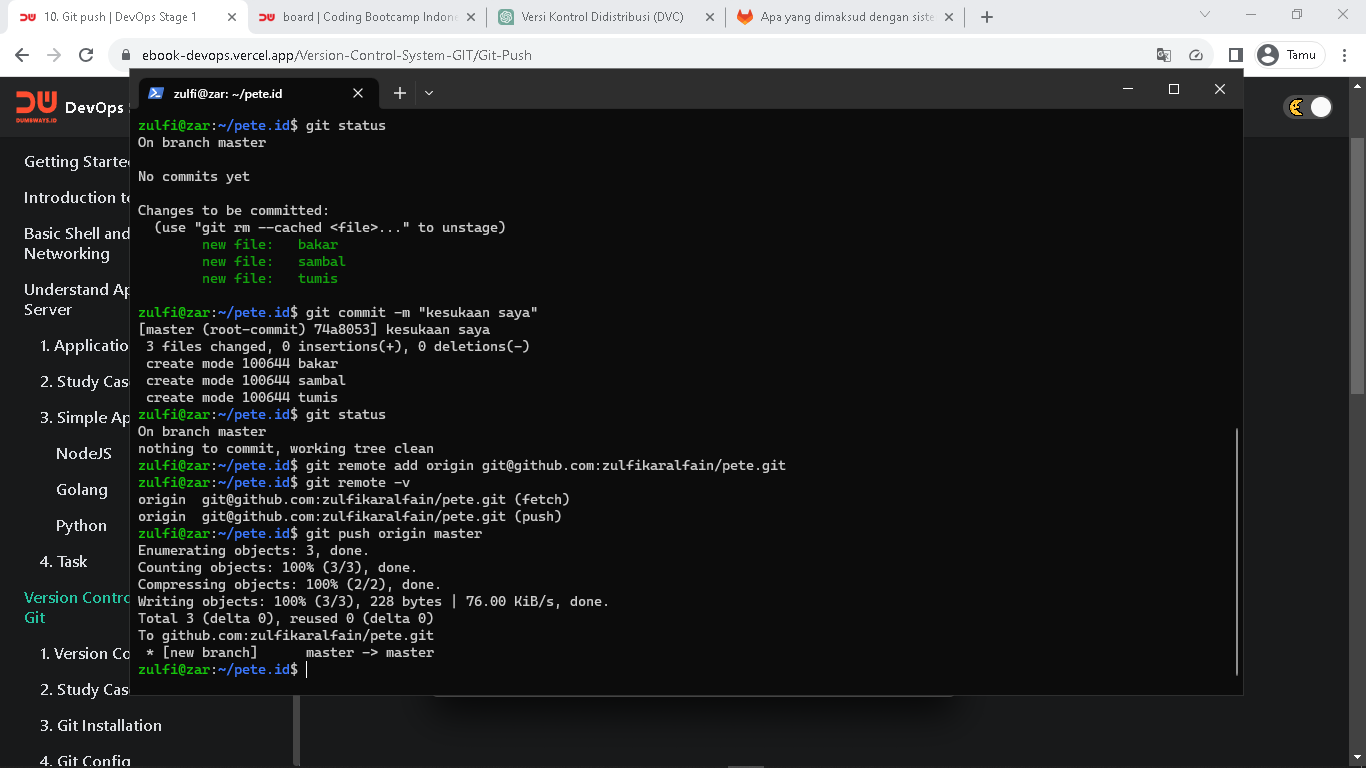 10. Git push | DevOps Stage 1
board | Coding Bootcamp Indone
Versi Kontrol Didistribusi (DVC)
Apa yang dimaksud dengan siste
ebook-devops.vercel.app/Version-Control-System-GIT/Git-Push
Tamu
DUMBWAYS.ID
DevOps
Getting Starte
Introduction to
Basic Shell and
Networking
Understand Ap
Server
1. Applicatio
2. Study Cas
3. Simple Ap
NodeJS
Golang
Python
4. Task
Version Contro
Git
1. Version Co
2. Study Cas
3. Git Installation
4. Git Config
zulfi@zar: ~/pete.id
zulfi@zar:~/pete.id$ git status
On branch master
No commits yet
Changes to be committed:
(use "git rm --cached <file>..." to unstage)
new file:   bakar
new file:   sambal
new file:   tumis
zulfi@zar:~/pete.id$ git commit -m "kesukaan saya"
[master (root-commit) 74a8053] kesukaan saya
3 files changed, 0 insertions(+), 0 deletions(-)
create mode 100644 bakar
create mode 100644 sambal
create mode 100644 tumis
zulfi@zar:~/pete.id$ git status
On branch master
nothing to commit, working tree clean
zulfi@zar:~/pete.id$ git remote add origin git@github.com:zulfikaralfain/pete.git
zulfi@zar:~/pete.id$ git remote -v
origin  git@github.com:zulfikaralfain/pete.git (fetch)
origin  git@github.com:zulfikaralfain/pete.git (push)
zulfi@zar:~/pete.id$ git push origin master
Enumerating objects: 3, done.
Counting objects: 100% (3/3), done.
Compressing objects: 100% (2/2), done.
Writing objects: 100% (3/3), 228 bytes | 76.00 KiB/s, done.
Total 3 (delta 0), reused 0 (delta 0)
To github.com:zulfikaralfain/pete.git
* [new branch]      master -> master
zulfi@zar:~/pete.id$